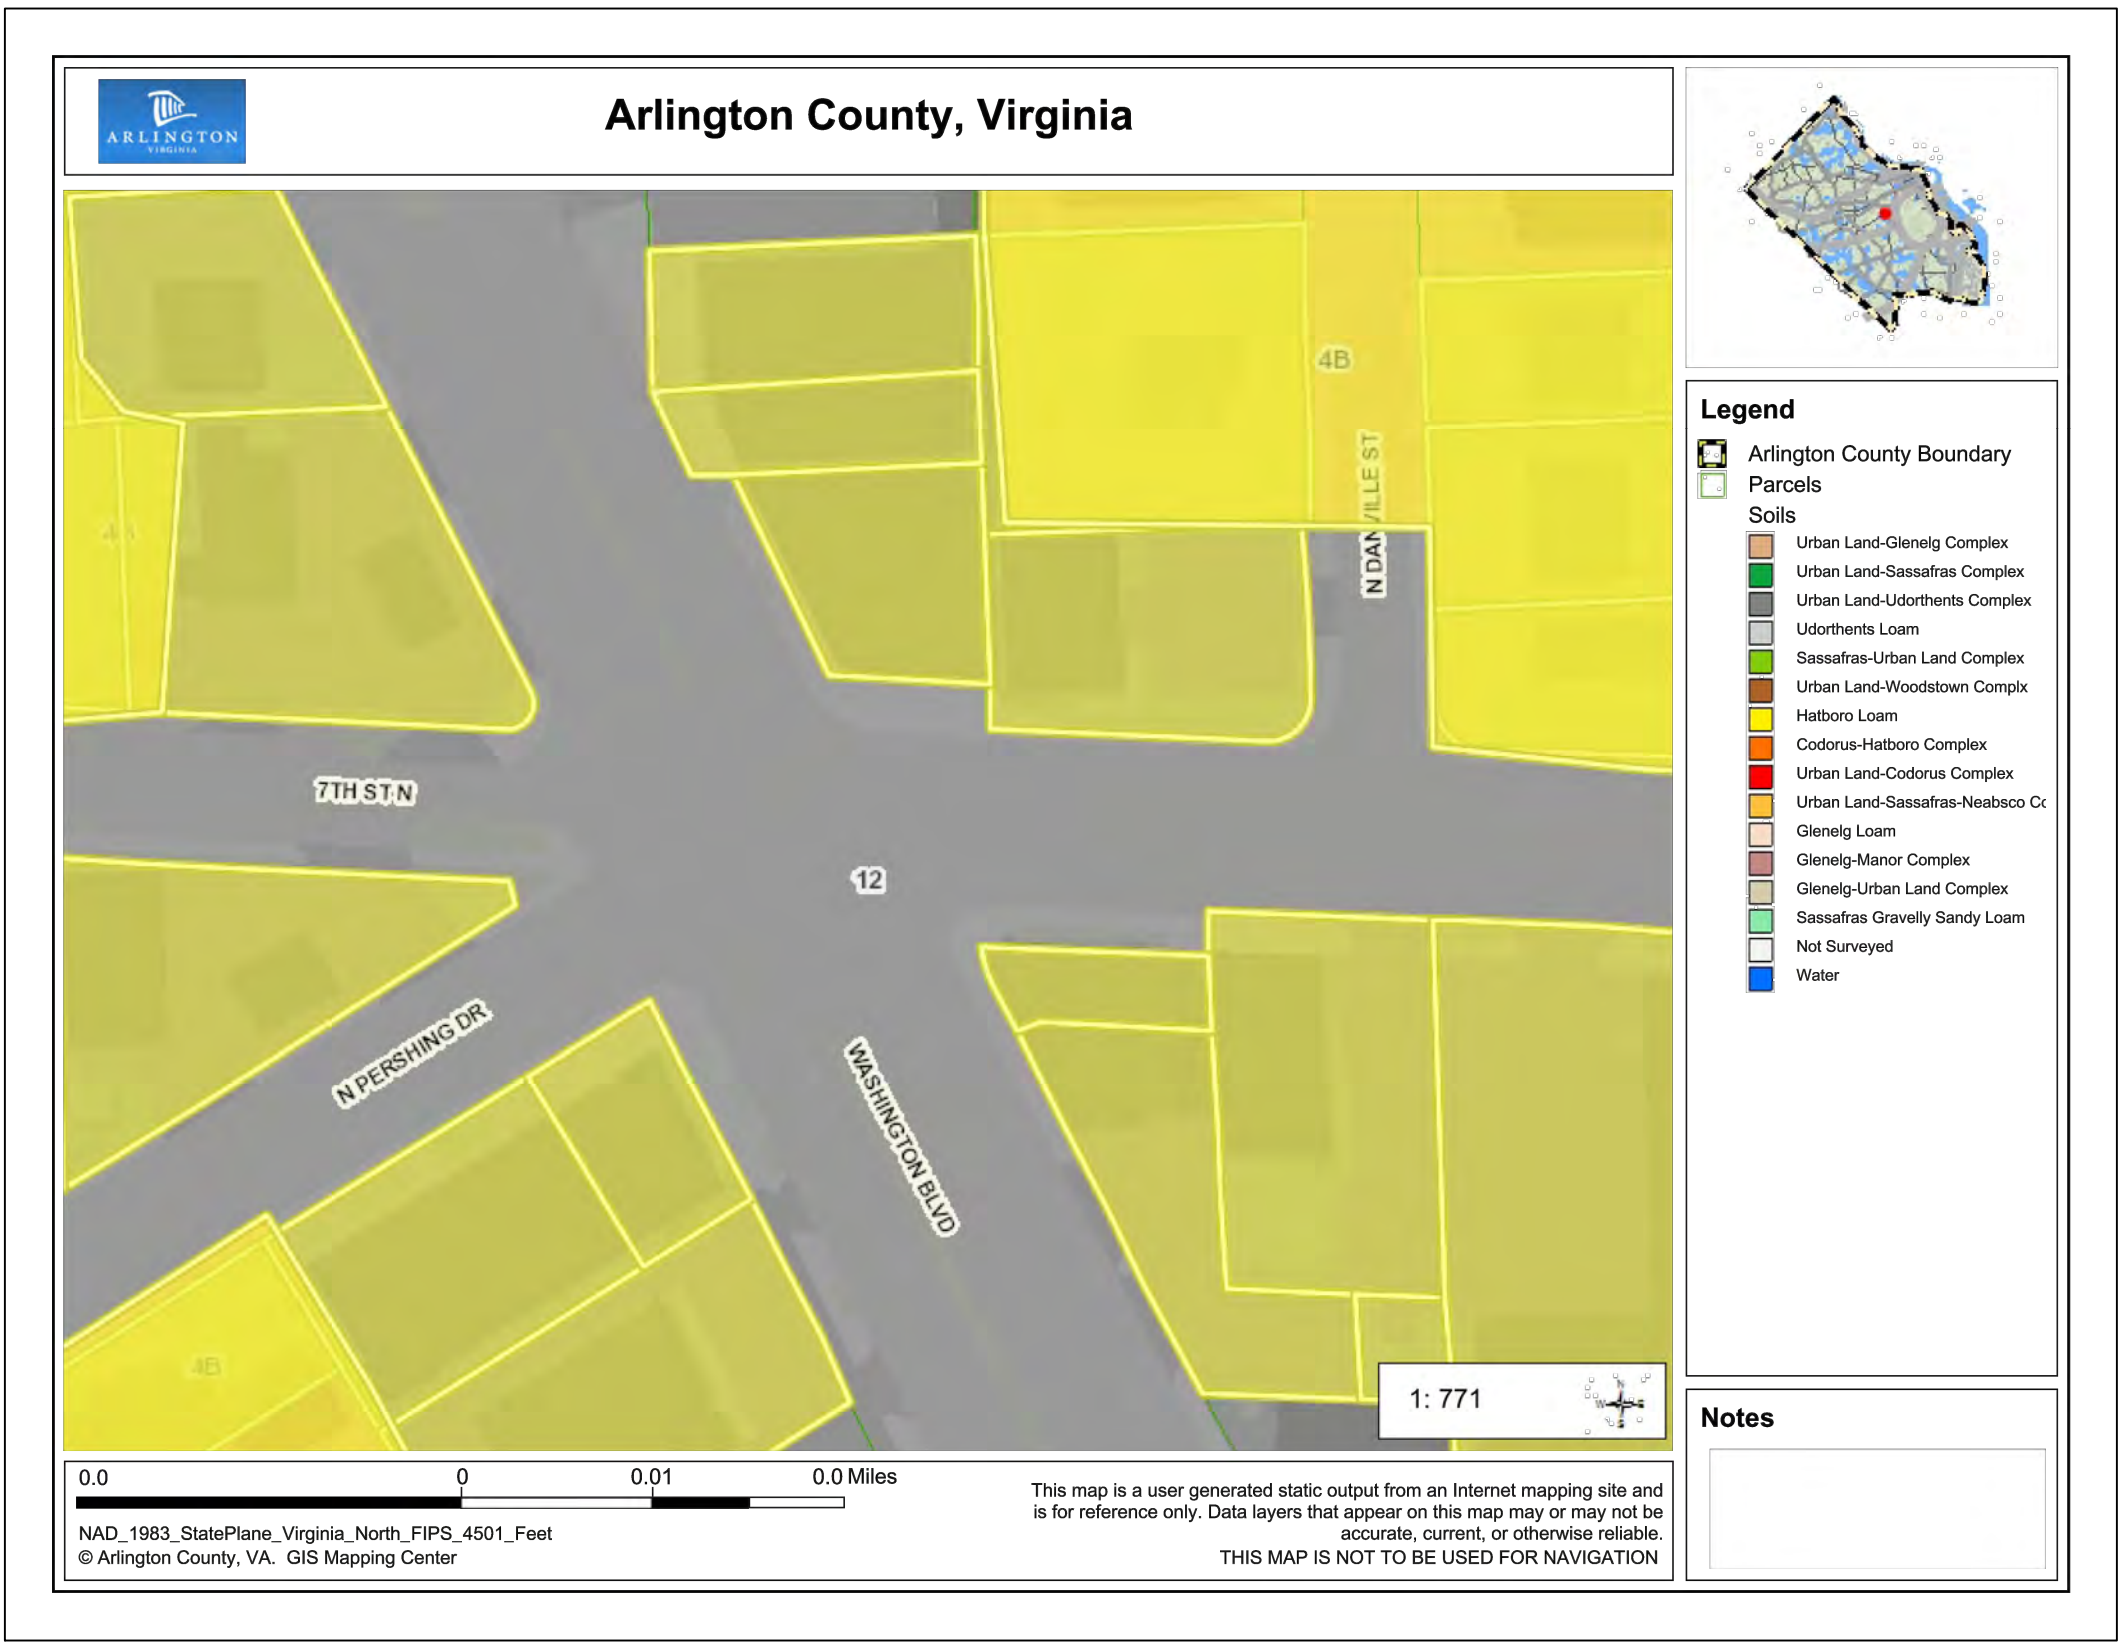 ARLINGTON
VIRGINIA
Arlington County, Virginia
4B
N DANVILLE ST
7TH ST N
12
N PERSHING DR
WASHINGTON BLVD
4B
1: 771
N
W
E
S
Legend
Arlington County Boundary
Parcels
Soils
Urban Land-Glenelg Complex
Urban Land-Sassafras Complex
Urban Land-Udorthents Complex
Udorthents Loam
Sassafras-Urban Land Complex
Urban Land-Woodstown Complx
Hatboro Loam
Codorus-Hatboro Complex
Urban Land-Codorus Complex
Urban Land-Sassafras-Neabsco Co
Glenelg Loam
Glenelg-Manor Complex
Glenelg-Urban Land Complex
Sassafras Gravelly Sandy Loam
Not Surveyed
Water
Notes
0.0 0 0.01 0.0 Miles
NAD_1983_StatePlane_Virginia_North_FIPS_4501_Feet
© Arlington County, VA. GIS Mapping Center
This map is a user generated static output from an Internet mapping site and
is for reference only. Data layers that appear on this map may or may not be
accurate, current, or otherwise reliable.
THIS MAP IS NOT TO BE USED FOR NAVIGATION